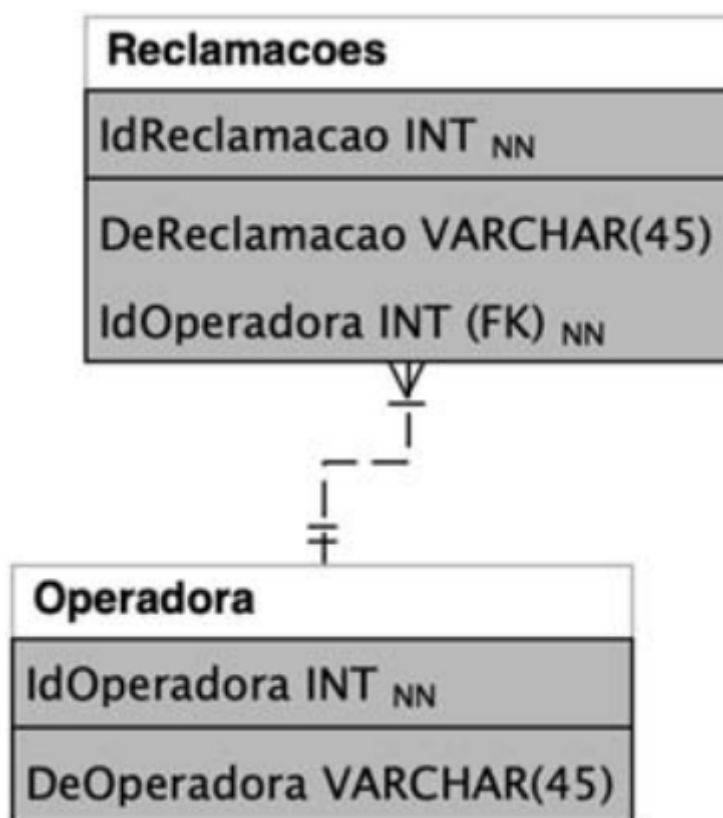 Reclamacoes
IdReclamacao INT NN
DeReclamacao VARCHAR(45)
IdOperadora INT (FK) NN
Operadora
IdOperadora INT NN
DeOperadora VARCHAR(45)